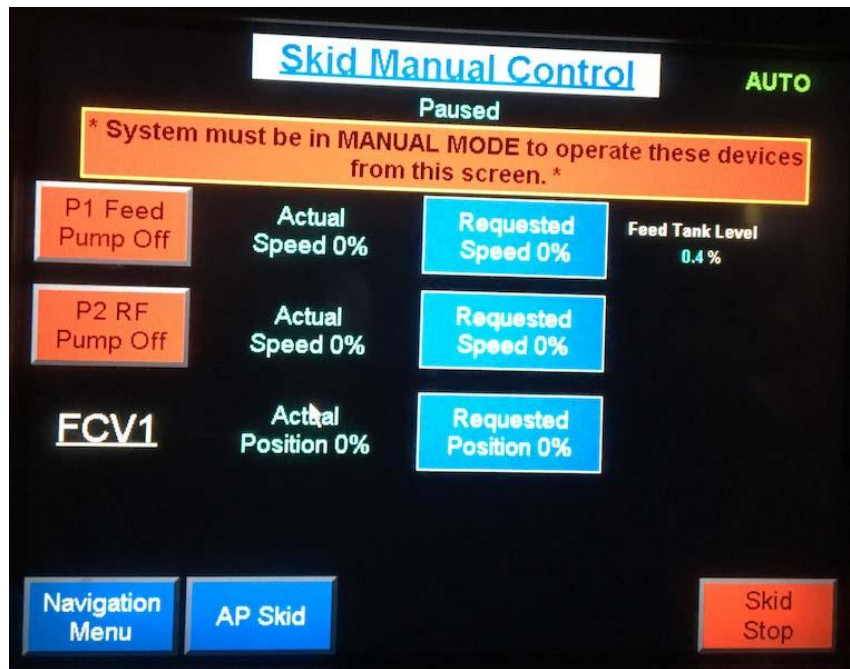 Skid Manual Control
AUTO
Paused
* System must be in MANUAL MODE to operate these devices
from this screen. *
P1 Feed
Pump Off
Actual
Speed 0%
Requested
Speed 0%
Feed Tank Level
0.4 %
P2 RF
Pump Off
Actual
Speed 0%
Requested
Speed 0%
FCV1
Actual
Position 0%
Requested
Position 0%
Navigation
Menu
AP Skid
Skid
Stop